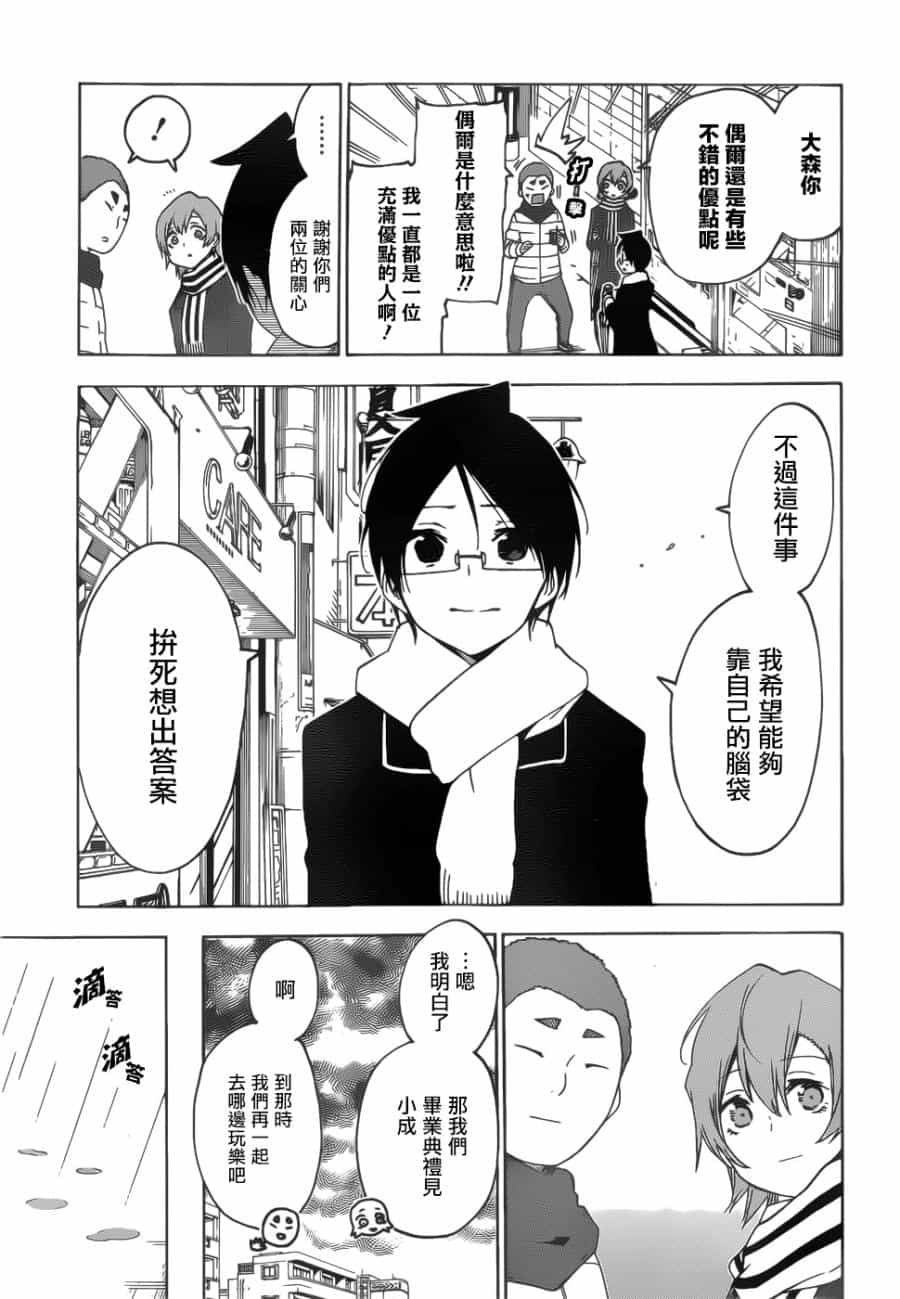 大森你
偶爾還是有些
不錯的優點呢
打
擊
偶爾是什麼意思啦!!
我一直都是一位
充滿優點的人啊!
……
謝謝你們
兩位的關心
!
不過這件事
我希望能夠
靠自己的腦袋
CAFE
拚死想出答案
…嗯
我明白了
那我們
畢業典禮見
小成
啊
到那時
我們再一起
去哪邊玩樂吧
滴答
滴答